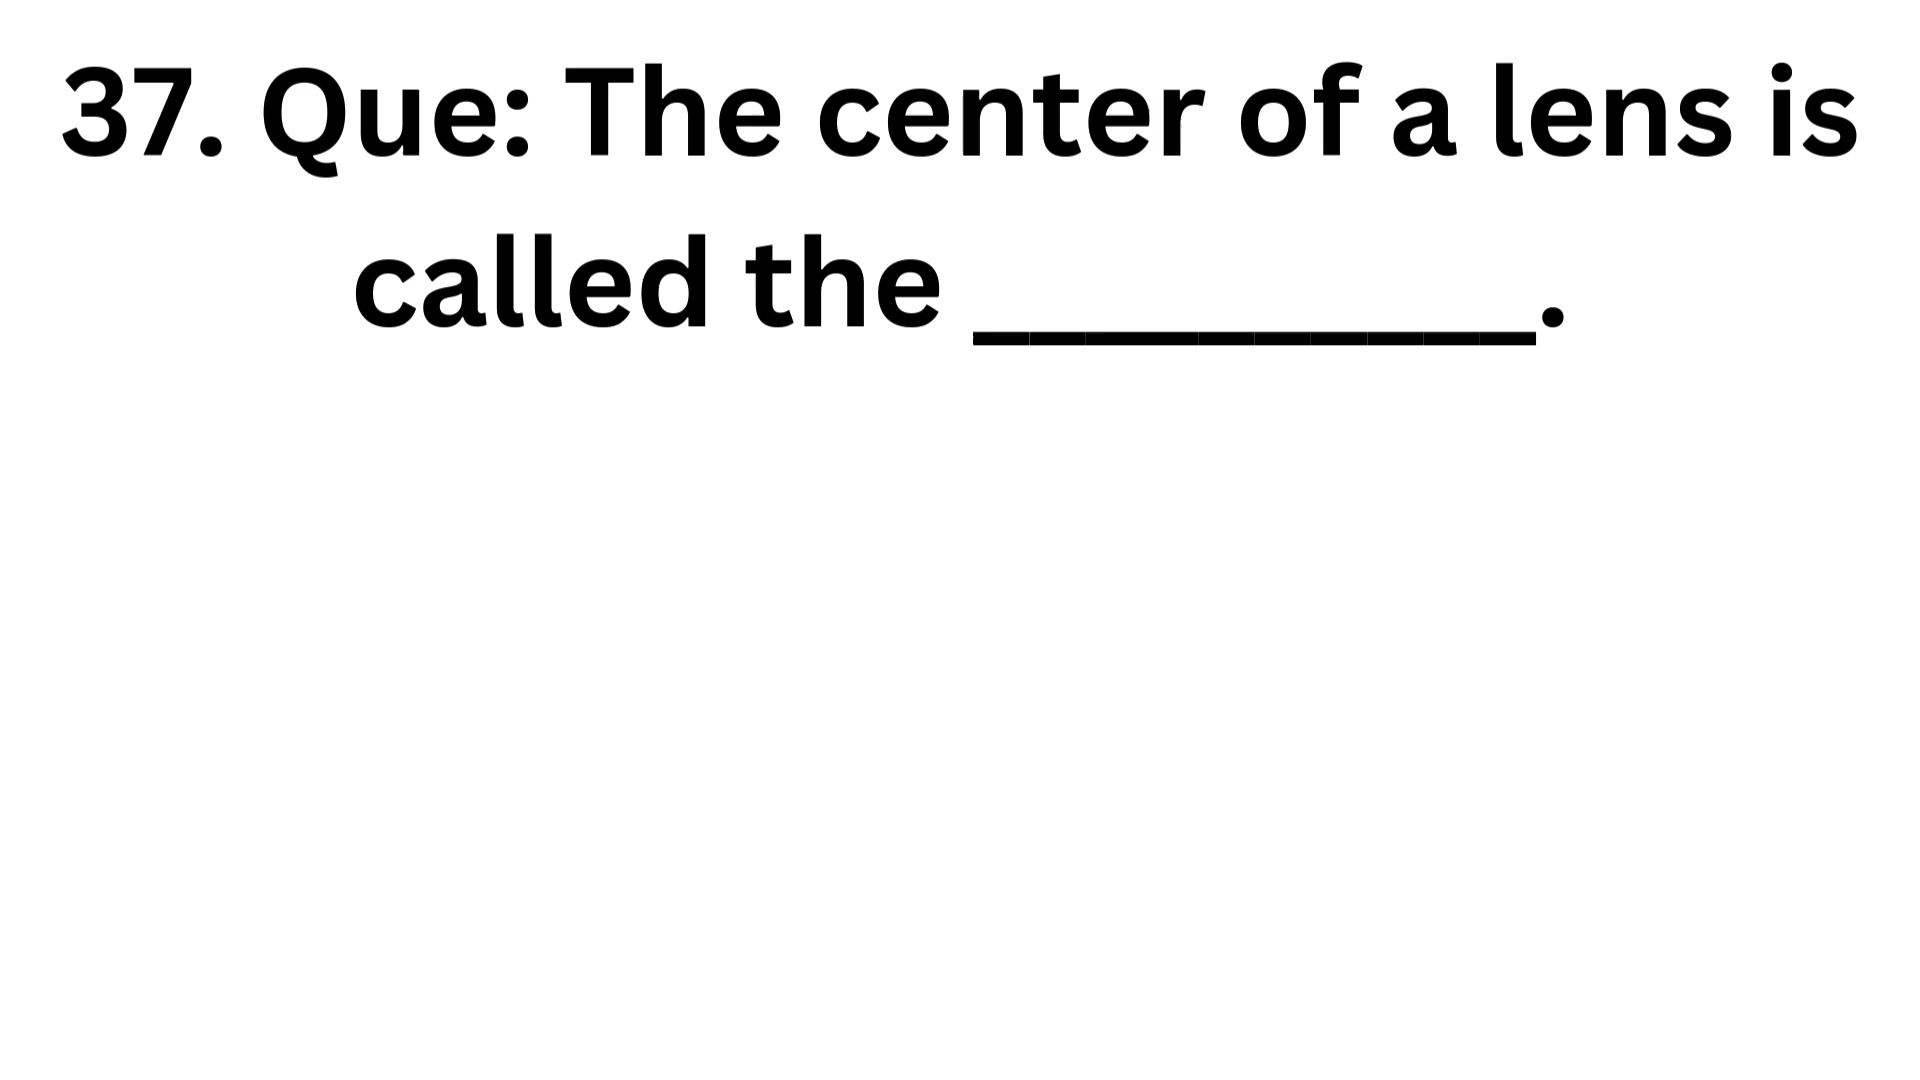 37. Que: The center of a lens is
called the __________.